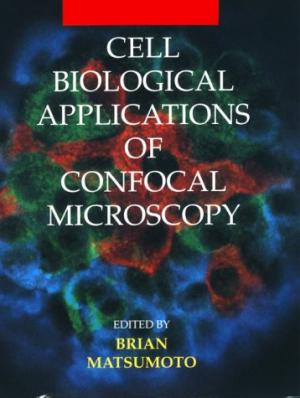 CELL
BIOLOGICAL
APPLICATIONS
OF
CONFOCAL
MICROSCOPY
EDITED BY
BRIAN
MATSUMOTO